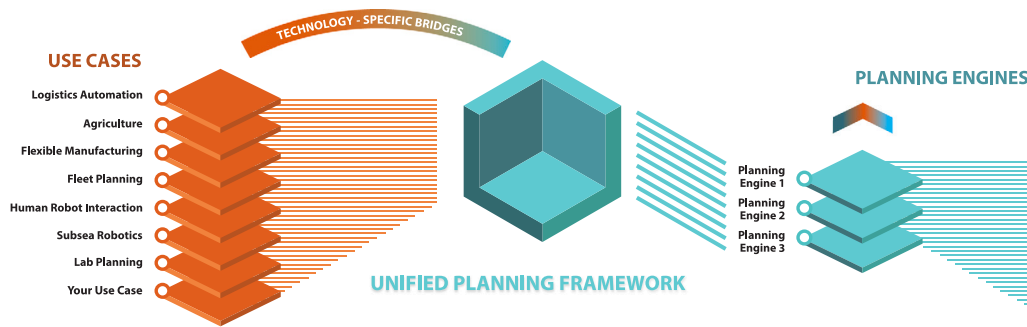 TECHNOLOGY - SPECIFIC BRIDGES
USE CASES
Logistics Automation
Agriculture
Flexible Manufacturing
Fleet Planning
Human Robot Interaction
Subsea Robotics
Lab Planning
Your Use Case
UNIFIED PLANNING FRAMEWORK
PLANNING ENGINES
Planning
Engine 1
Planning
Engine 2
Planning
Engine 3